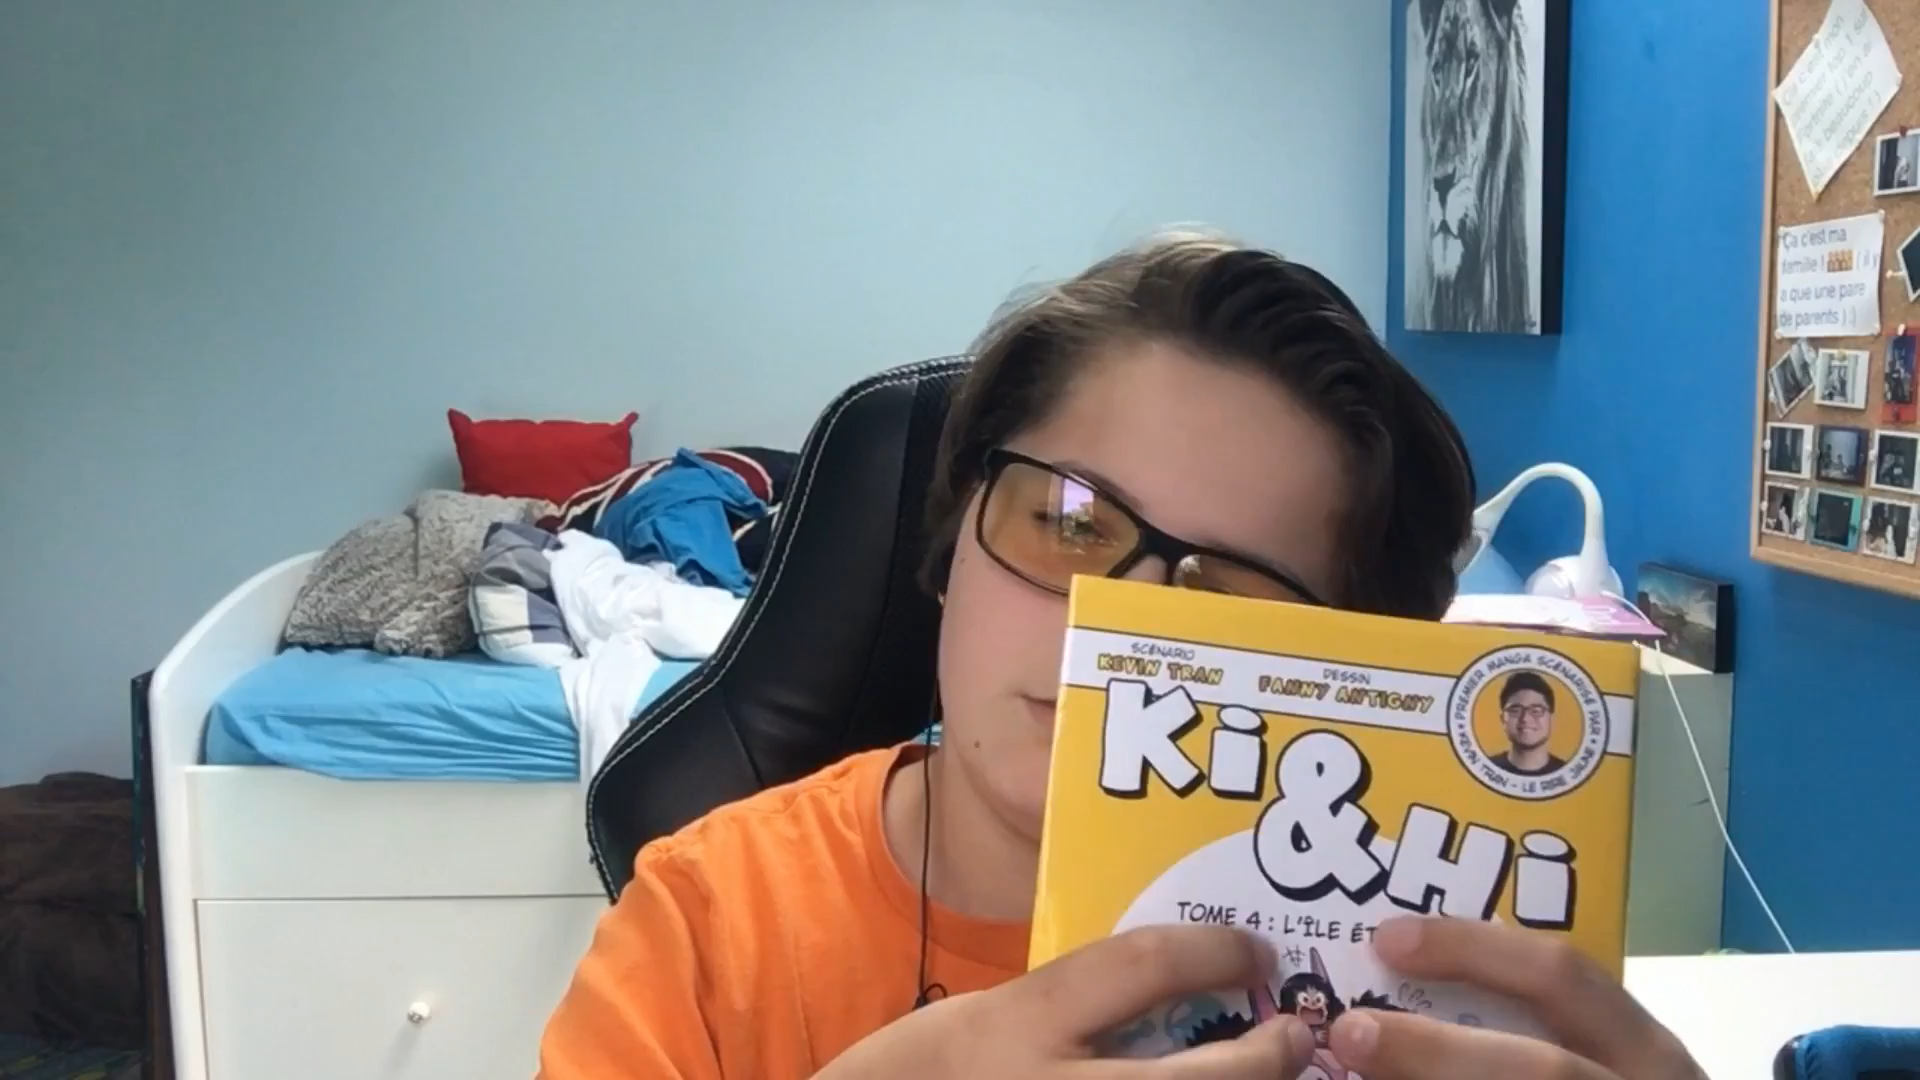 SCÉNARIO
KEVIN TRAN
DESSIN
FANNY ANTIGNY
PREMIER MANGA SCÉNARISÉ PAR
KEVIN TRAN - LE RIRE JAUNE
Ki
&
Hi
TOME 4 : L'ÎLE
Ça c'est ma
famille ! ( il y
a que une paire
de parents ) :)